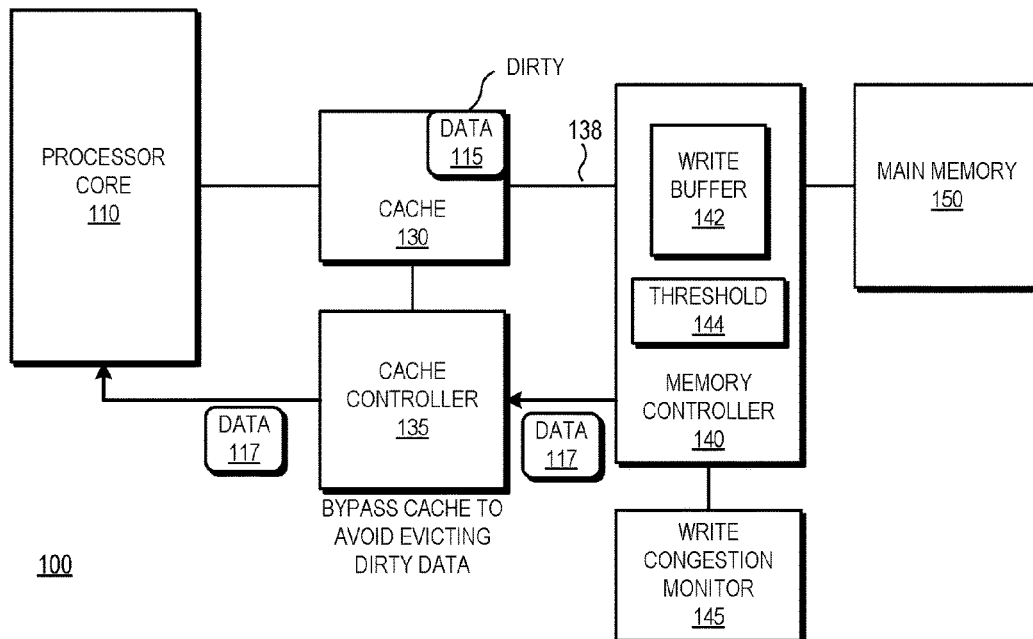 PROCESSOR
CORE
110
DIRTY
DATA
115
CACHE
130
138
WRITE
BUFFER
142
THRESHOLD
144
MEMORY
CONTROLLER
140
MAIN MEMORY
150
CACHE
CONTROLLER
135
DATA
117
DATA
117
BYPASS CACHE TO
AVOID EVICTING
DIRTY DATA
WRITE
CONGESTION
MONITOR
145
100